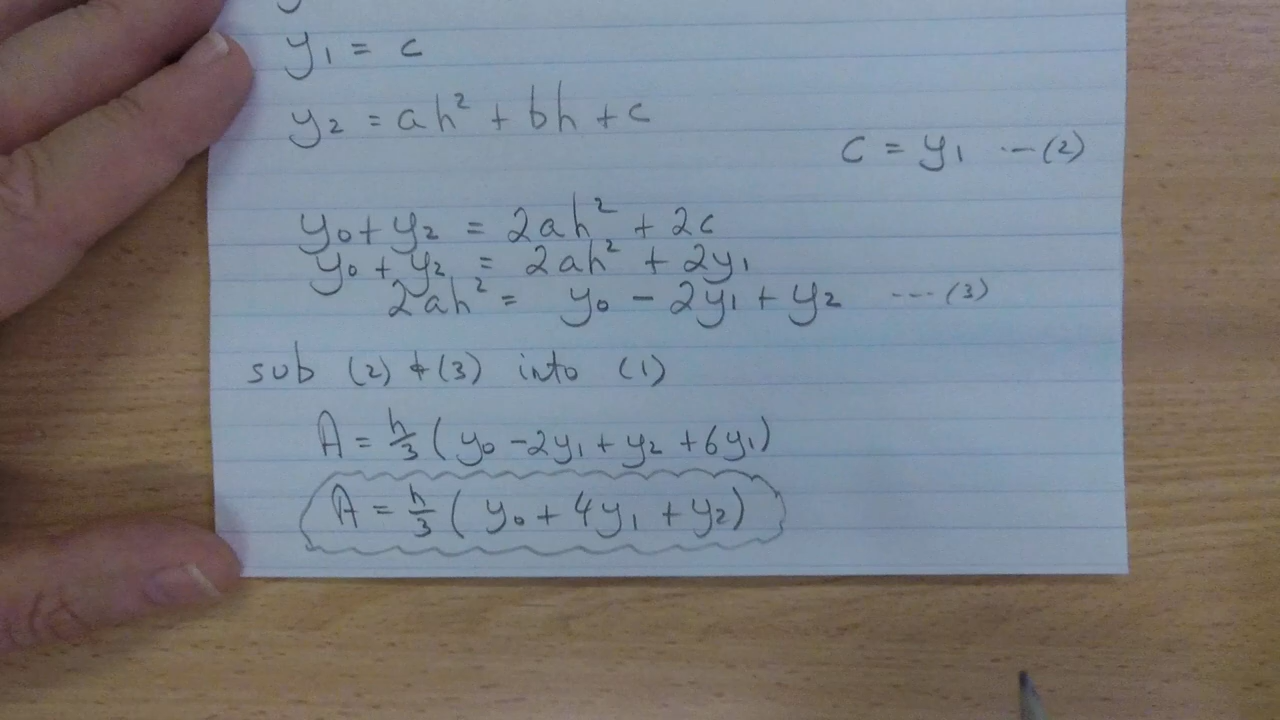 y₁ = c
y₂ = ah² + bh + c
c = y₁ ---(2)
y₀ + y₂ = 2ah² + 2c
y₀ + y₂ = 2ah² + 2y₁
2ah² = y₀ - 2y₁ + y₂ ----(3)
sub (2) & (3) into (1)
A = h/3 (y₀ - 2y₁ + y₂ + 6y₁)
A = h/3 (y₀ + 4y₁ + y₂)